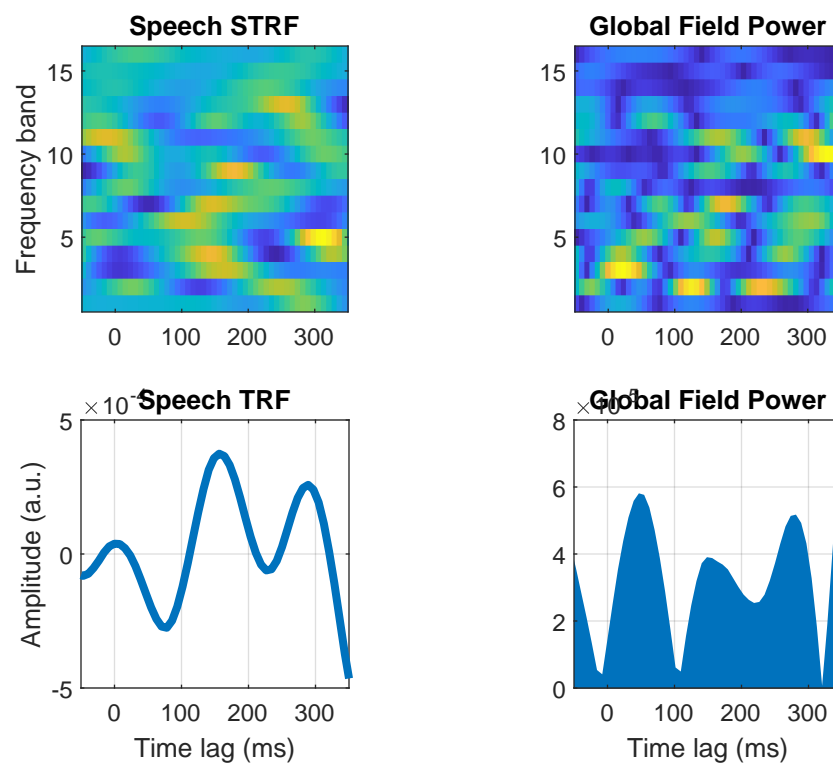 Speech STRF
Frequency band
15
10
5
0 100 200 300
Global Field Power
15
10
5
0 100 200 300
Speech TRF
× 10⁻⁴
Amplitude (a.u.)
5
0
-5
0 100 200 300
Time lag (ms)
Global Field Power
8
6
4
2
0
0 100 200 300
Time lag (ms)